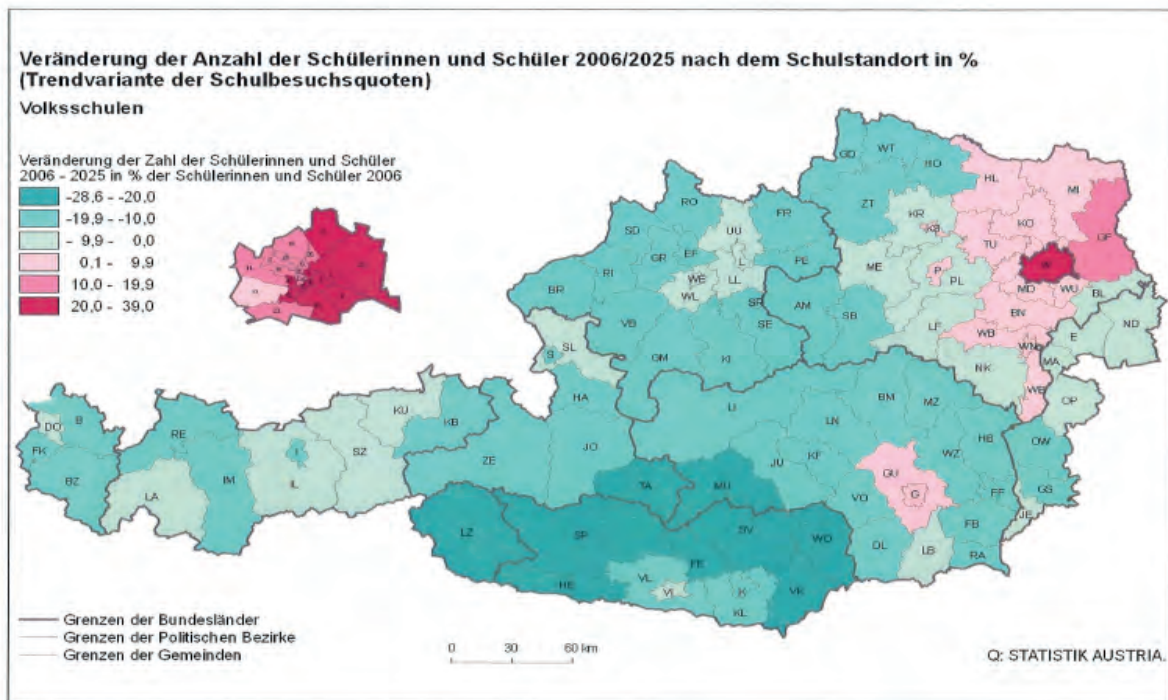 Veränderung der Anzahl der Schülerinnen und Schüler 2006/2025 nach dem Schulstandort in %
(Trendvariante der Schulbesuchsquoten)
Volksschulen
Veränderung der Zahl der Schülerinnen und Schüler
2006 - 2025 in % der Schülerinnen und Schüler 2006
-28,6 - -20,0
-19,9 - -10,0
- 9,9 - 0,0
0,1 - 9,9
10,0 - 19,9
20,0 - 39,0
GD WT HO HL MI
RO FR ZT KR KS KO GF
SD UU TU
RI GR EF L PE ME P PL
WE LL MD WU BL
BR WL AM SB LF BN ND
VB SR SE WB WN E
S SL GM KI NK MA
WB OP
DO B KU HA LI BM MZ
RE KB LN HB OW
FK I SZ JO WZ
BZ IM IL ZE JU KF GU FF GS
LA TA MU VO G JE
FB
LZ SP SV WO DL LB RA
FE
HE VL VI K VK
KL
Grenzen der Bundesländer
Grenzen der Politischen Bezirke
Grenzen der Gemeinden
0 30 60 km
Q: STATISTIK AUSTRIA.